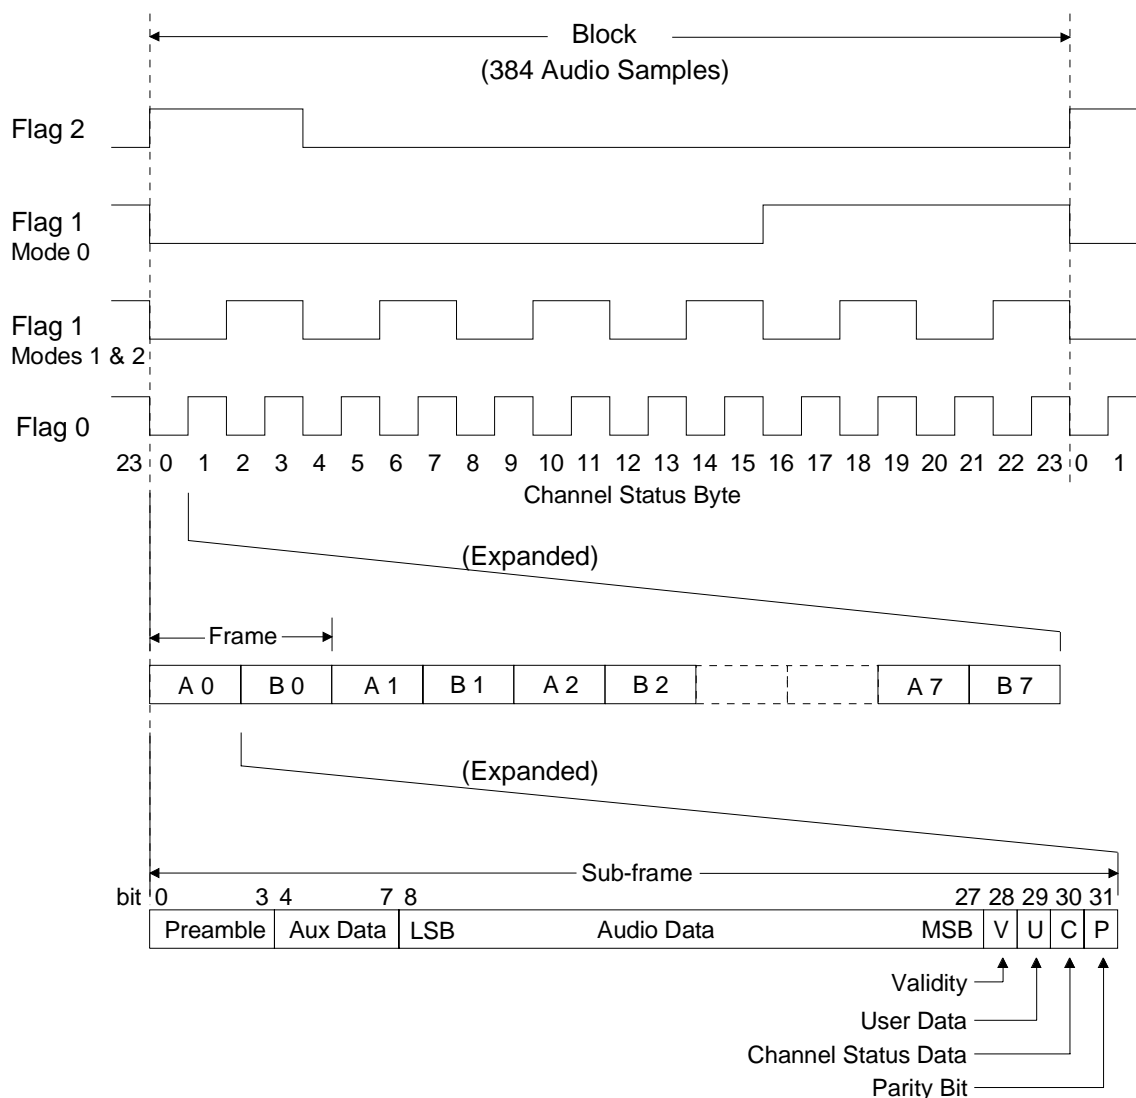 Block
(384 Audio Samples)
Flag 2
Flag 1
Mode 0
Flag 1
Modes 1 & 2
Flag 0
23 0 1 2 3 4 5 6 7 8 9 10 11 12 13 14 15 16 17 18 19 20 21 22 23 0 1
Channel Status Byte
(Expanded)
Frame
A 0 B 0 A 1 B 1 A 2 B 2 A 7 B 7
(Expanded)
Sub-frame
bit 0 3 4 7 8 27 28 29 30 31
Preamble Aux Data LSB Audio Data MSB V U C P
Validity
User Data
Channel Status Data
Parity Bit